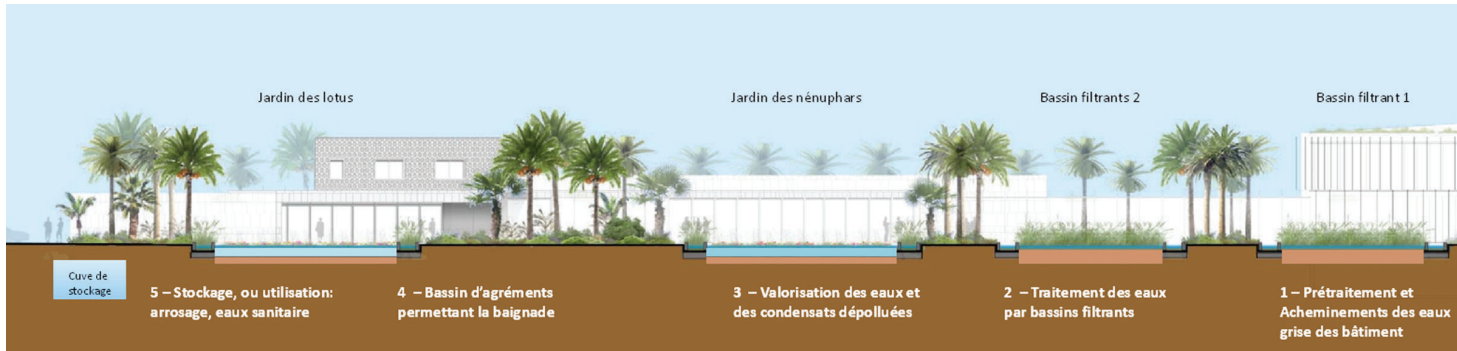 Jardin des lotus
Jardin des nénuphars
Bassin filtrants 2
Bassin filtrant 1
Cuve de
stockage
5 – Stockage, ou utilisation:
arrosage, eaux sanitaire
4 – Bassin d'agréments
permettant la baignade
3 – Valorisation des eaux et
des condensats dépolluées
2 – Traitement des eaux
par bassins filtrants
1 – Prétraitement et
Acheminements des eaux
grise des bâtiment